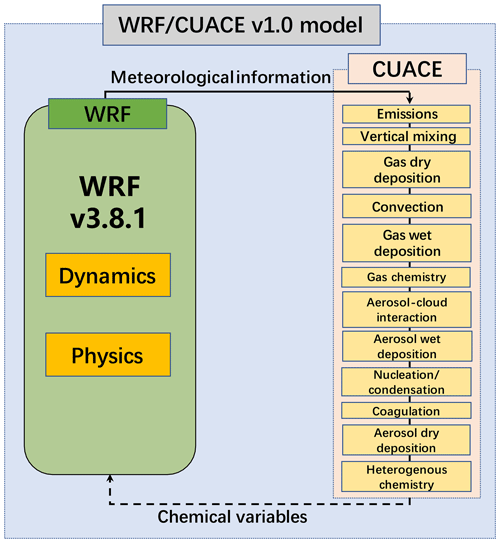 WRF/CUACE v1.0 model
Meteorological information
CUACE
WRF
WRF
v3.8.1
Dynamics
Physics
Emissions
Vertical mixing
Gas dry
deposition
Convection
Gas wet
deposition
Gas chemistry
Aerosol-cloud
interaction
Aerosol wet
deposition
Nucleation/
condensation
Coagulation
Aerosol dry
deposition
Heterogenous
chemistry
Chemical variables